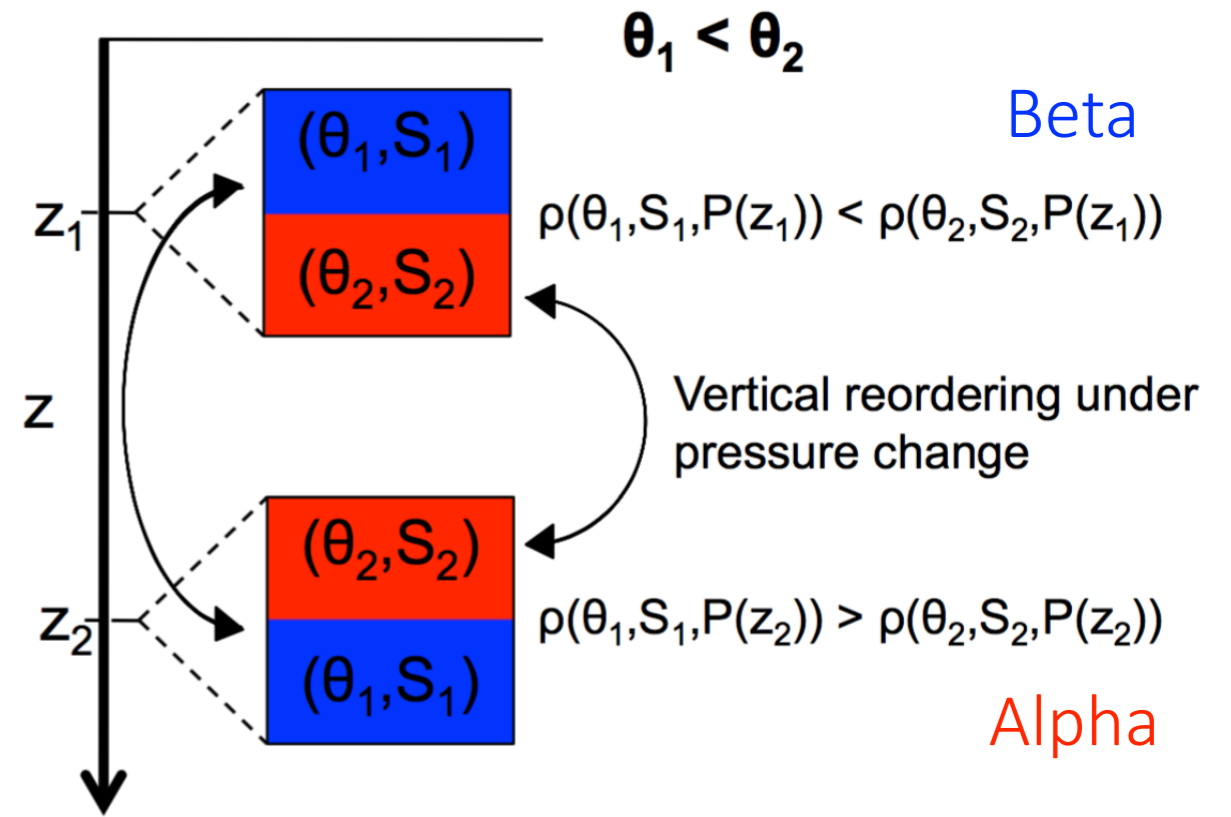 θ₁ < θ₂
Beta
(θ₁,S₁)
z₁
ρ(θ₁,S₁,P(z₁)) < ρ(θ₂,S₂,P(z₁))
(θ₂,S₂)
z
Vertical reordering under
pressure change
(θ₂,S₂)
z₂
ρ(θ₁,S₁,P(z₂)) > ρ(θ₂,S₂,P(z₂))
(θ₁,S₁)
Alpha